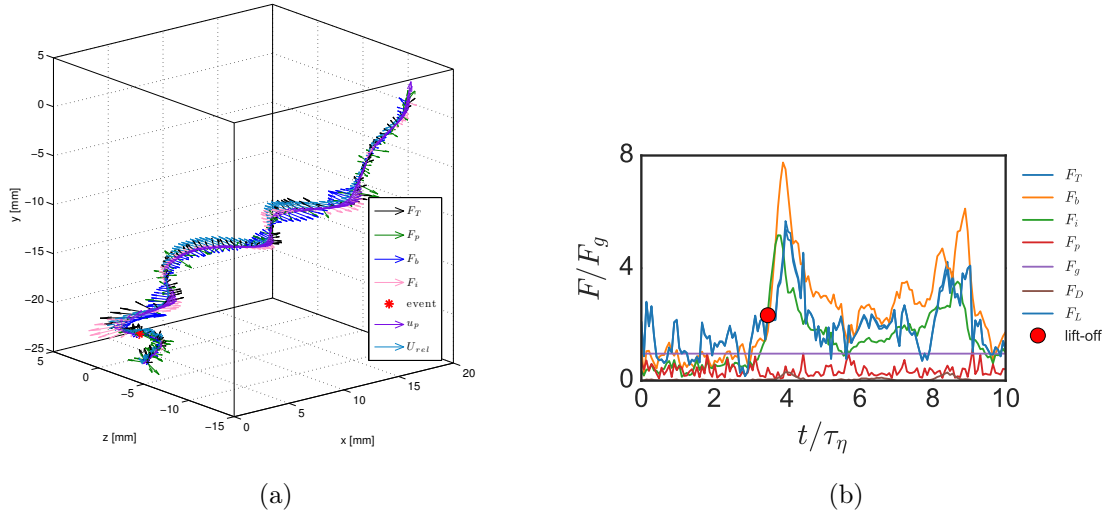 5
0
−5
−10
−15
−20
−25
y [mm]
0
−5
−10
−15
z [mm]
0
5
10
15
20
x [mm]
F_T
F_p
F_b
F_i
event
u_p
U_rel
(a)
8
4
0
F/F_g
0 2 4 6 8 10
t/τ_η
F_T
F_b
F_i
F_p
F_g
F_D
F_L
lift-off
(b)